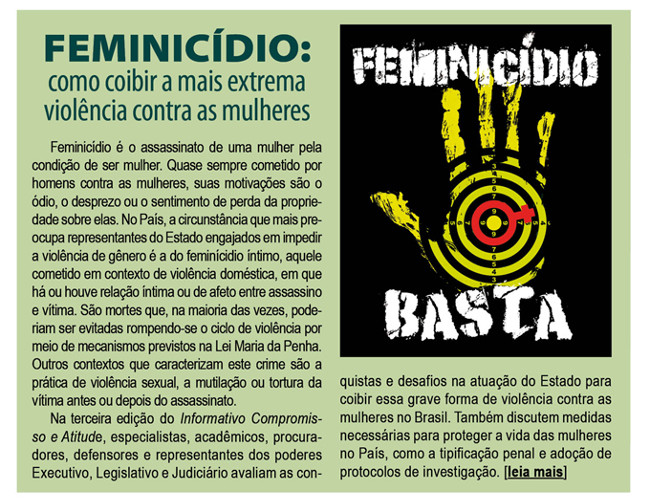 FEMINICÍDIO:
como coibir a mais extrema
violência contra as mulheres
Feminicídio é o assassinato de uma mulher pela
condição de ser mulher. Quase sempre cometido por
homens contra as mulheres, suas motivações são o
ódio, o desprezo ou o sentimento de perda da proprie-
dade sobre elas. No País, a circunstância que mais pre-
ocupa representantes do Estado engajados em impedir
a violência de gênero é a do feminícidio íntimo, aquele
cometido em contexto de violência doméstica, em que
há ou houve relação íntima ou de afeto entre assassino
e vítima. São mortes que, na maioria das vezes, pode-
riam ser evitadas rompendo-se o ciclo de violência por
meio de mecanismos previstos na Lei Maria da Penha.
Outros contextos que caracterizam este crime são a
prática de violência sexual, a mutilação ou tortura da
vítima antes ou depois do assassinato.
Na terceira edição do Informativo Compromis-
so e Atitude, especialistas, acadêmicos, procura-
dores, defensores e representantes dos poderes
Executivo, Legislativo e Judiciário avaliam as con-
FEMINICÍDIO
BASTA
quistas e desafios na atuação do Estado para
coibir essa grave forma de violência contra as
mulheres no Brasil. Também discutem medidas
necessárias para proteger a vida das mulheres
no País, como a tipificação penal e adoção de
protocolos de investigação. [leia mais]